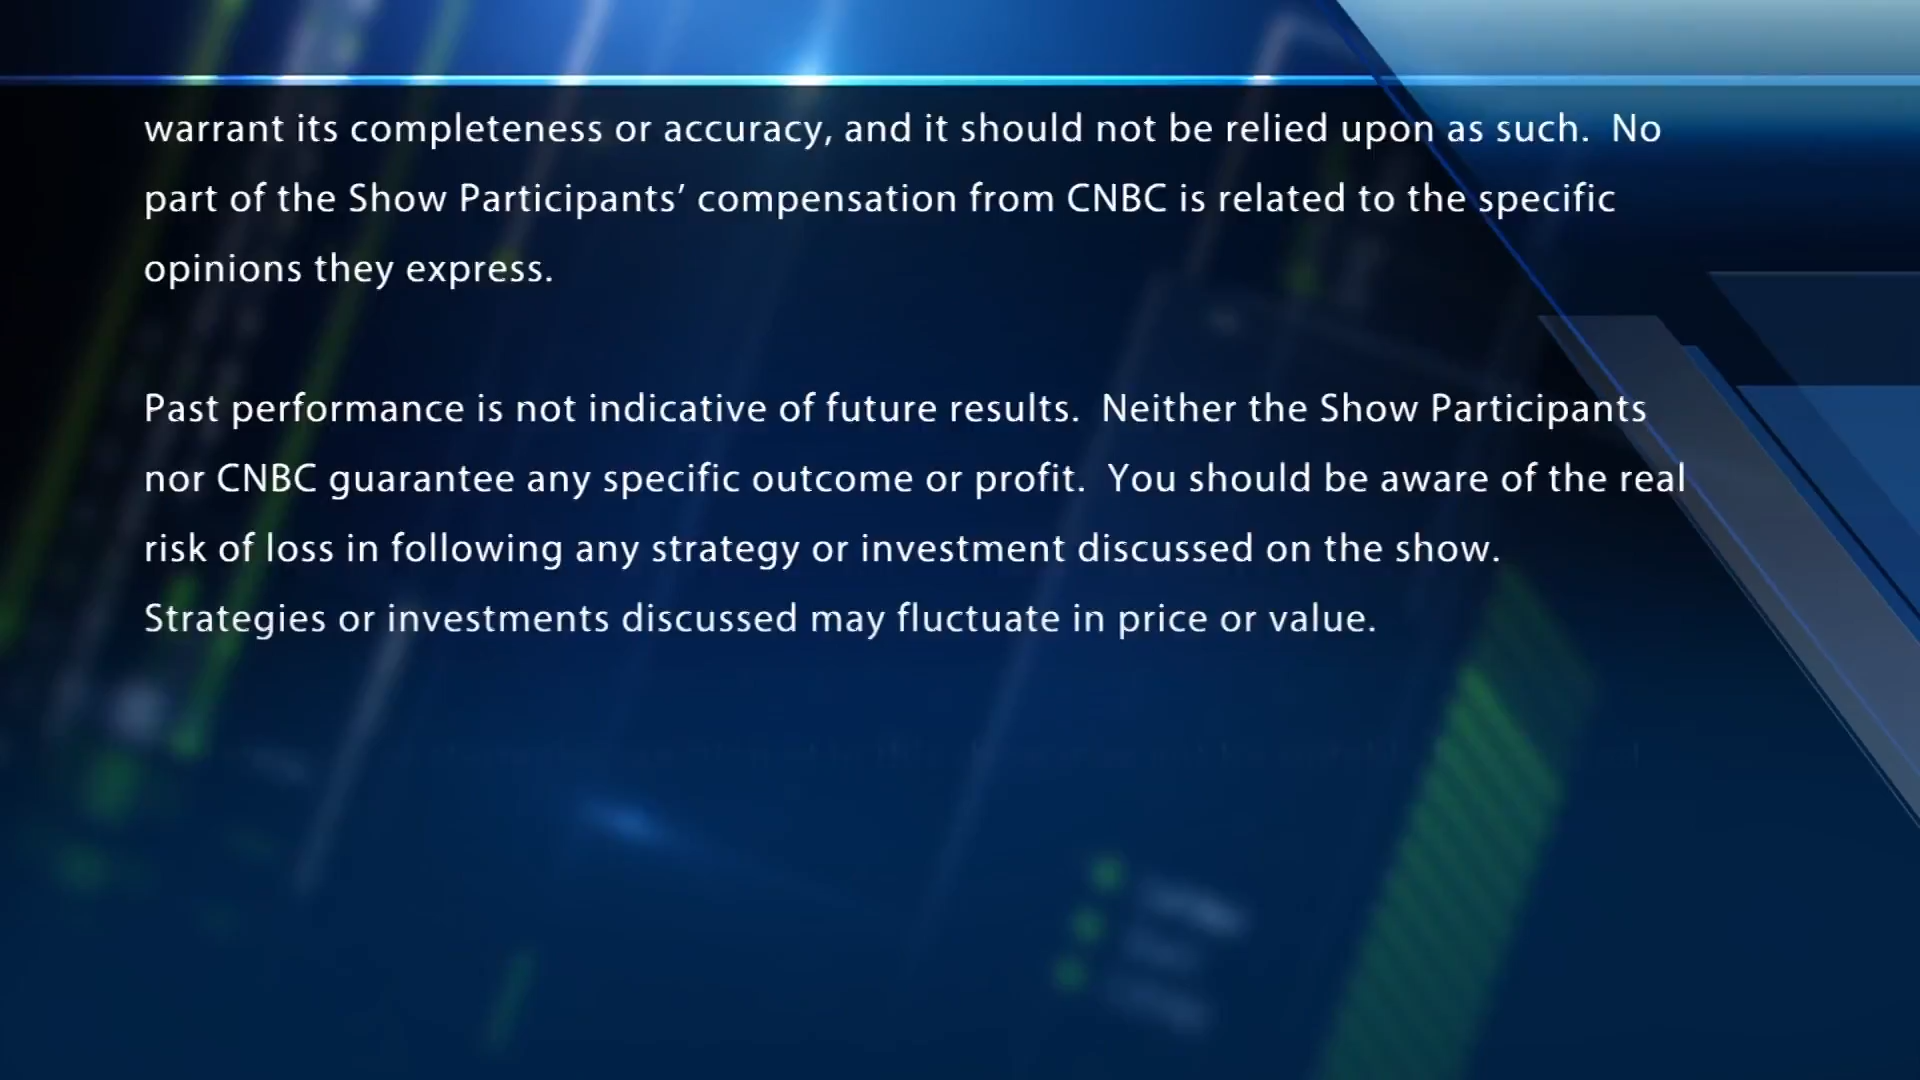 warrant its completeness or accuracy, and it should not be relied upon as such.  No
part of the Show Participants’ compensation from CNBC is related to the specific
opinions they express.
Past performance is not indicative of future results.  Neither the Show Participants
nor CNBC guarantee any specific outcome or profit.  You should be aware of the real
risk of loss in following any strategy or investment discussed on the show.
Strategies or investments discussed may fluctuate in price or value.